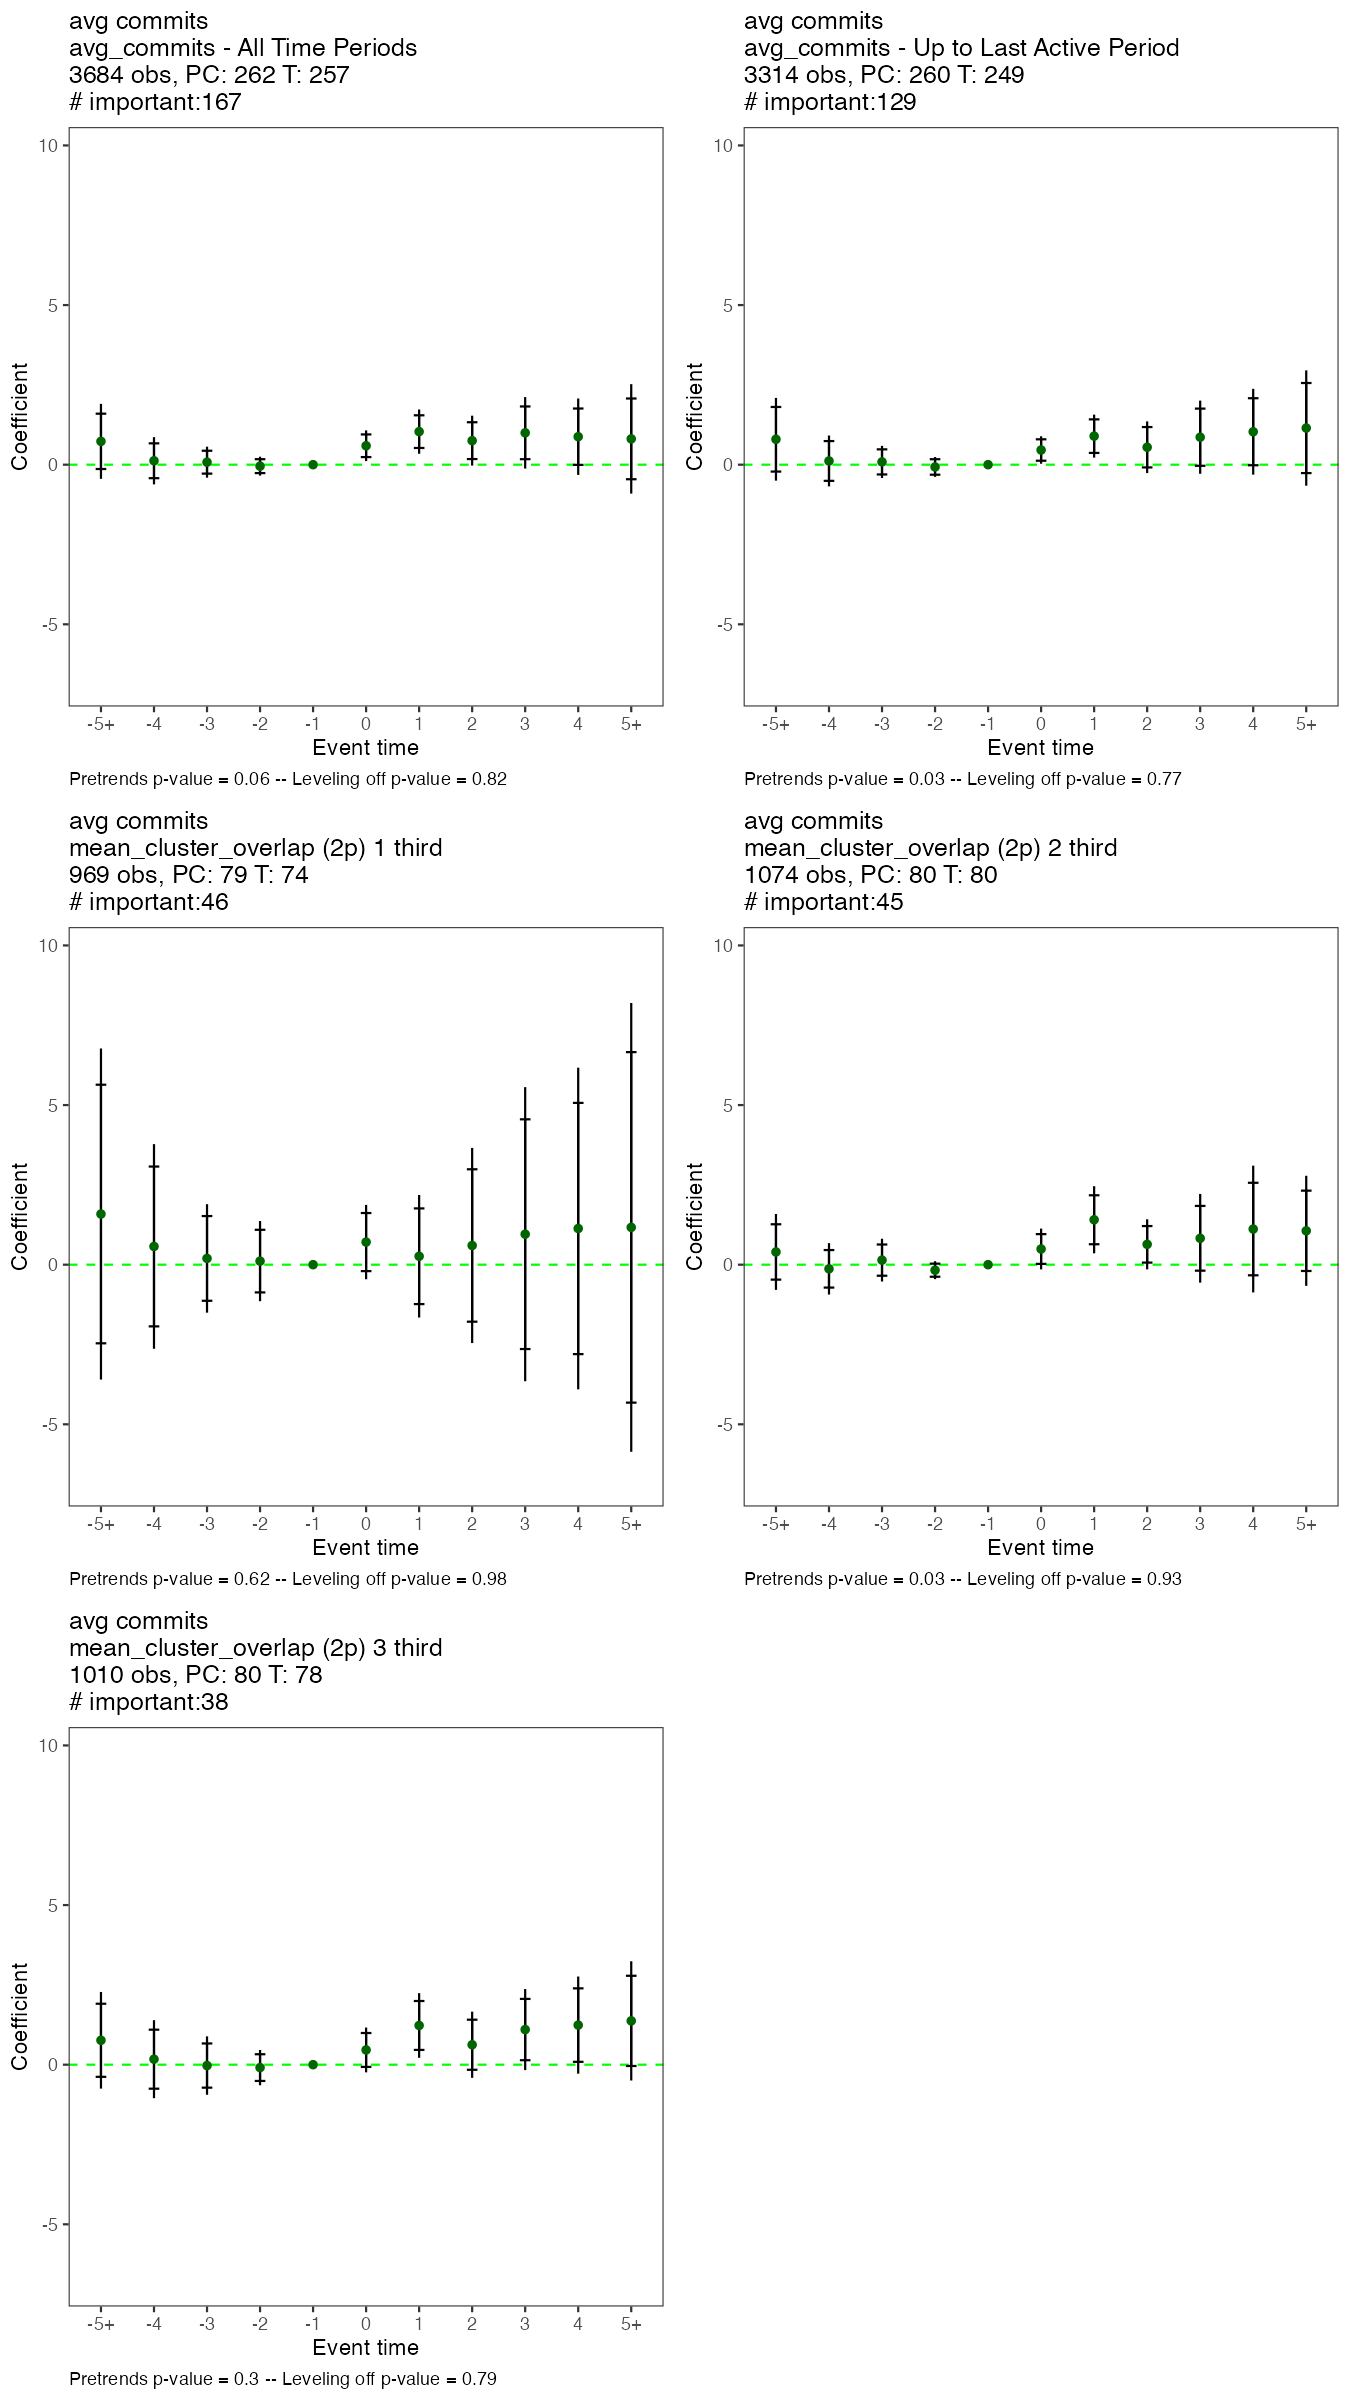 avg commits
avg_commits - All Time Periods
3684 obs, PC: 262 T: 257
# important:167
10
5
0
-5
Coefficient
-5+ -4 -3 -2 -1 0 1 2 3 4 5+
Event time
Pretrends p-value = 0.06 -- Leveling off p-value = 0.82
avg commits
avg_commits - Up to Last Active Period
3314 obs, PC: 260 T: 249
# important:129
10
5
0
-5
Coefficient
-5+ -4 -3 -2 -1 0 1 2 3 4 5+
Event time
Pretrends p-value = 0.03 -- Leveling off p-value = 0.77
avg commits
mean_cluster_overlap (2p) 1 third
969 obs, PC: 79 T: 74
# important:46
10
5
0
-5
Coefficient
-5+ -4 -3 -2 -1 0 1 2 3 4 5+
Event time
Pretrends p-value = 0.62 -- Leveling off p-value = 0.98
avg commits
mean_cluster_overlap (2p) 2 third
1074 obs, PC: 80 T: 80
# important:45
10
5
0
-5
Coefficient
-5+ -4 -3 -2 -1 0 1 2 3 4 5+
Event time
Pretrends p-value = 0.03 -- Leveling off p-value = 0.93
avg commits
mean_cluster_overlap (2p) 3 third
1010 obs, PC: 80 T: 78
# important:38
10
5
0
-5
Coefficient
-5+ -4 -3 -2 -1 0 1 2 3 4 5+
Event time
Pretrends p-value = 0.3 -- Leveling off p-value = 0.79